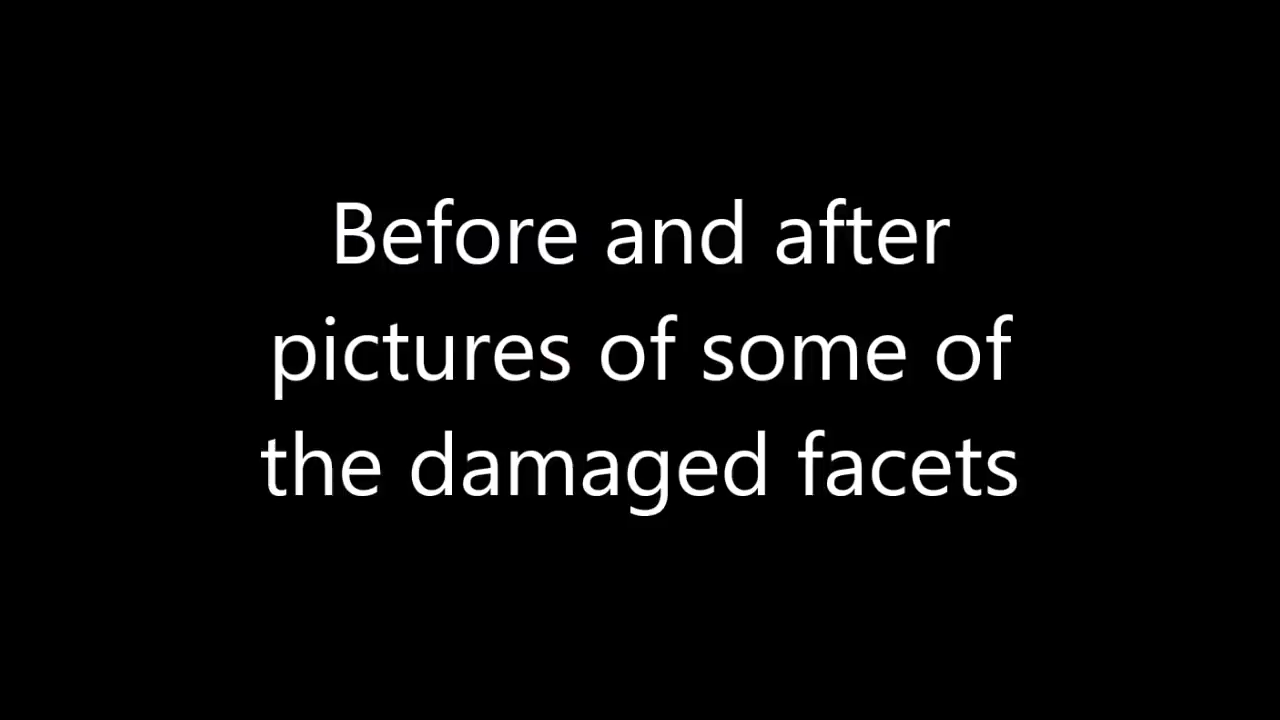 Before and after
pictures of some of
the damaged facets